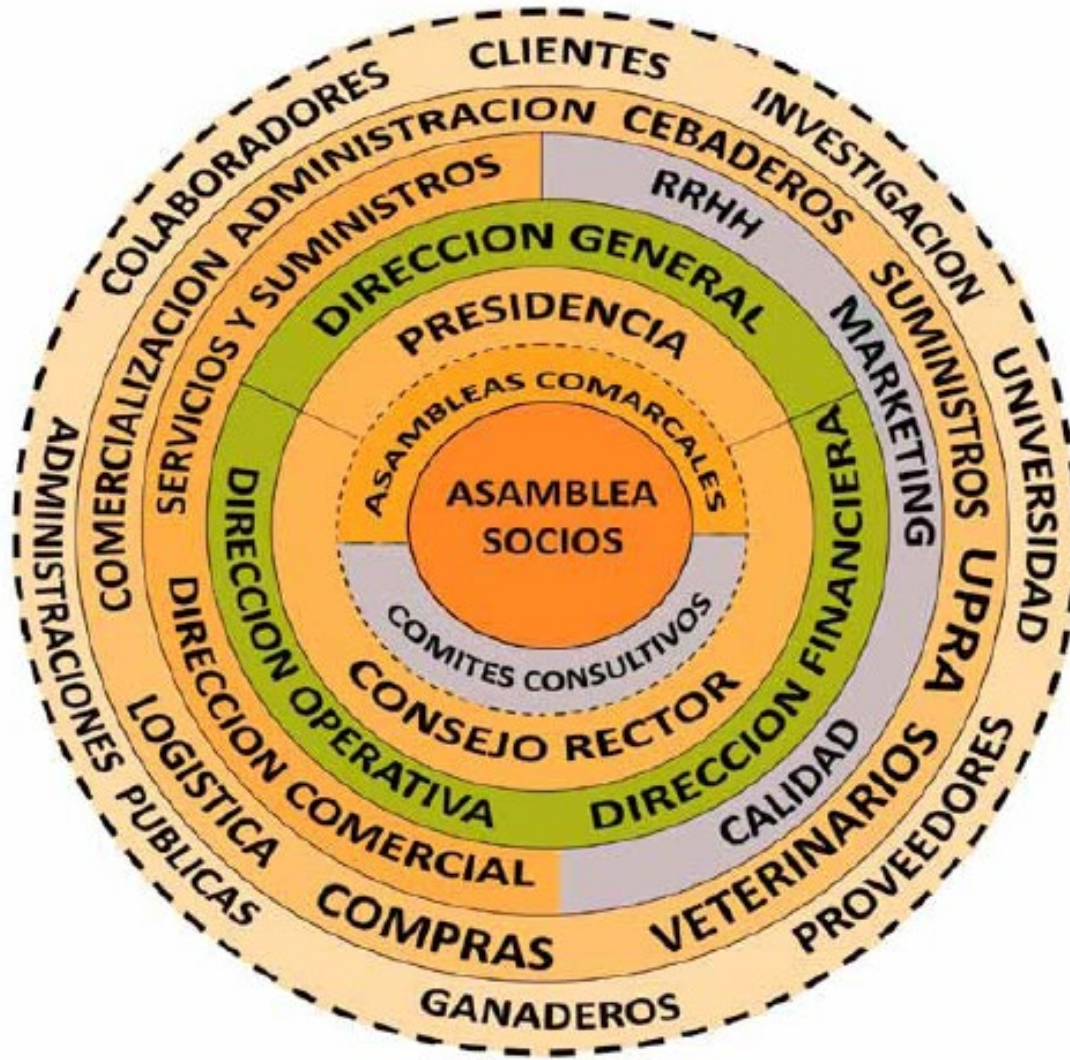 CLIENTES
INVESTIGACION
UNIVERSIDAD
PROVEEDORES
GANADEROS
ADMINISTRACIONES PUBLICAS
COLABORADORES
ADMINISTRACION
CEBADEROS
SUMINISTROS
UPRA
VETERINARIOS
COMPRAS
LOGISTICA
COMERCIALIZACION
SERVICIOS Y SUMINISTROS
RRHH
MARKETING
CALIDAD
DIRECCION COMERCIAL
DIRECCION GENERAL
DIRECCION FINANCIERA
DIRECCION OPERATIVA
PRESIDENCIA
CONSEJO RECTOR
ASAMBLEAS COMARCALES
COMITES CONSULTIVOS
ASAMBLEA
SOCIOS